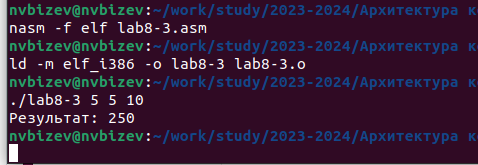 nvbizev@nvbizev:~/work/study/2023-2024/Архитектура к
nasm -f elf lab8-3.asm
nvbizev@nvbizev:~/work/study/2023-2024/Архитектура к
ld -m elf_i386 -o lab8-3 lab8-3.o
nvbizev@nvbizev:~/work/study/2023-2024/Архитектура к
./lab8-3 5 5 10
Результат: 250
nvbizev@nvbizev:~/work/study/2023-2024/Архитектура к